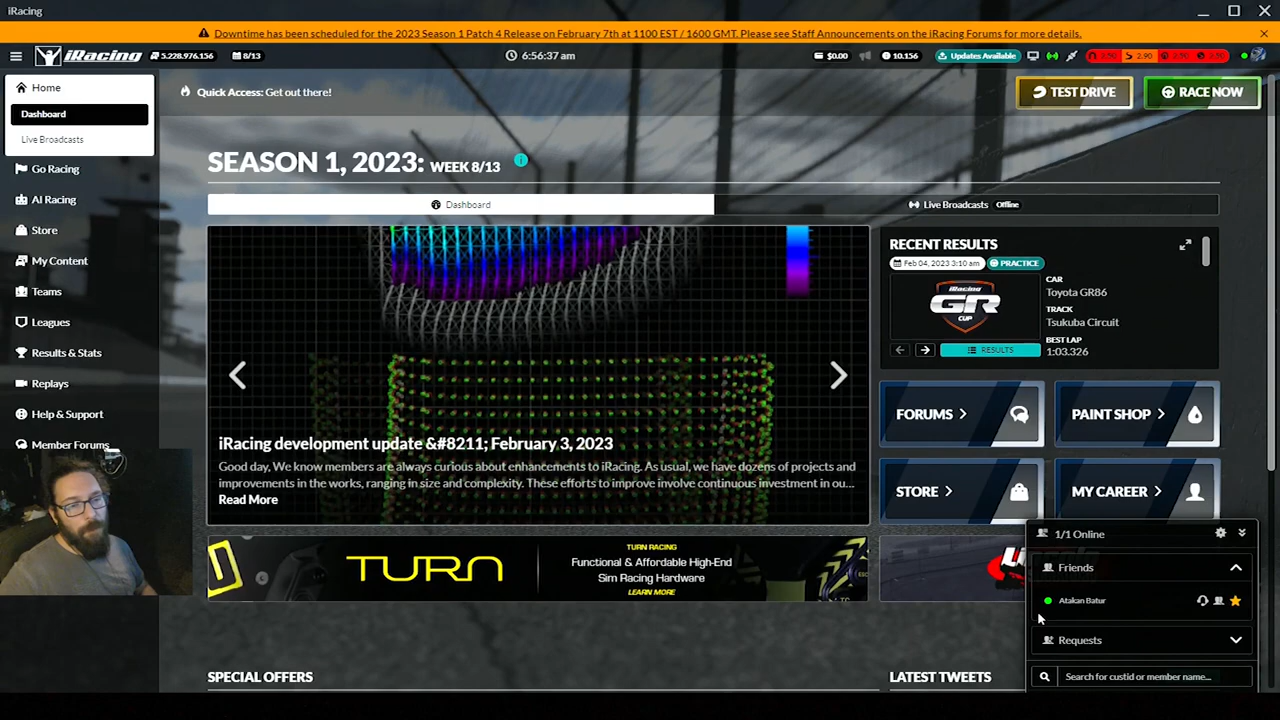 iRacing
Downtime has been scheduled for the 2023 Season 1 Patch 4 Release on February 7th at 1100 EST / 1600 GMT. Please see Staff Announcements on the iRacing Forums for more details.
iRacing 5.228.976.156 8/13 6:56:37 am $0.00 10.156 Updates Available 2.90
Home
Dashboard
Live Broadcasts
Go Racing
AI Racing
Store
My Content
Teams
Leagues
Results & Stats
Replays
Help & Support
Member Forums
Quick Access: Get out there!
TEST DRIVE
RACE NOW
SEASON 1, 2023: WEEK 8/13
Dashboard
Live Broadcasts Offline
iRacing development update &#8211; February 3, 2023
Good day, We know members are always curious about enhancements to iRacing. As usual, we have dozens of projects and
improvements in the works, ranging in size and complexity. These efforts to improve involve continuous investment in ou...
Read More
RECENT RESULTS
Feb 04, 2023 3:10 am PRACTICE
iRacing
GR
CUP
CAR
Toyota GR86
TRACK
Tsukuba Circuit
BEST LAP
1:03.326
RESULTS
FORUMS
PAINT SHOP
STORE
MY CAREER
TURN
TURN RACING
Functional & Affordable High-End
Sim Racing Hardware
LEARN MORE
1/1 Online
Friends
Atakan Batur
Requests
Search for custid or member name...
SPECIAL OFFERS
LATEST TWEETS